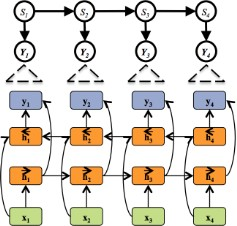 S₁ S₂ S₃ S₄
Y₁ Y₂ Y₃ Y₄
y₁ y₂ y₃ y₄
h₁ h₂ h₃ h₄
h₁ h₂ h₃ h₄
x₁ x₂ x₃ x₄